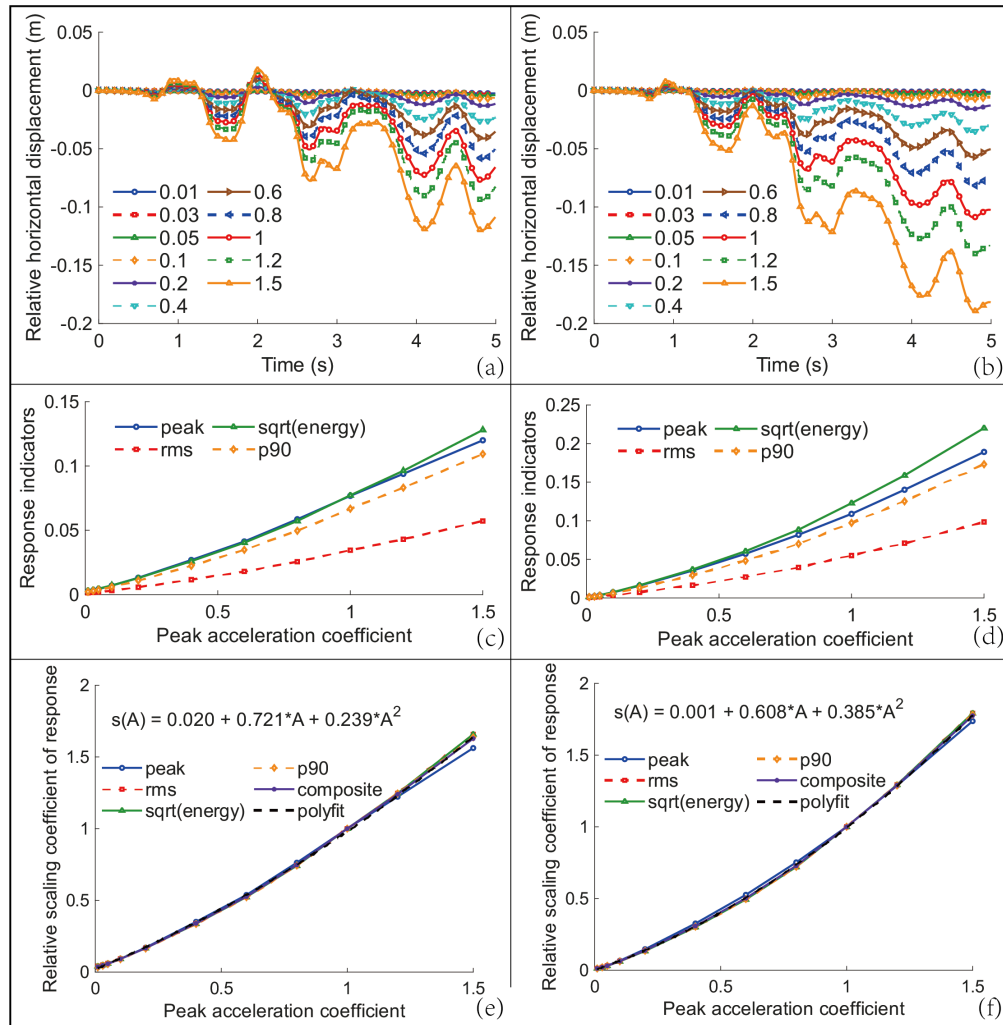 Relative horizontal displacement (m)
0.05
0
-0.05
-0.1
-0.15
-0.2
0.01 0.6
0.03 0.8
0.05 1
0.1 1.2
0.2 1.5
0.4
0 1 2 3 4 5
Time (s)
(a)
Relative horizontal displacement (m)
0.05
0
-0.05
-0.1
-0.15
-0.2
0.01 0.6
0.03 0.8
0.05 1
0.1 1.2
0.2 1.5
0.4
0 1 2 3 4 5
Time (s)
(b)
Response indicators
0.15
0.1
0.05
0
peak sqrt(energy)
rms p90
0 0.5 1 1.5
Peak acceleration coefficient
(c)
Response indicators
0.25
0.2
0.15
0.1
0.05
0
peak sqrt(energy)
rms p90
0 0.5 1 1.5
Peak acceleration coefficient
(d)
Relative scaling coefficient of response
2
1.5
1
0.5
0
s(A) = 0.020 + 0.721*A + 0.239*A²
peak p90
rms composite
sqrt(energy) polyfit
0 0.5 1 1.5
Peak acceleration coefficient
(e)
Relative scaling coefficient of response
2
1.5
1
0.5
0
s(A) = 0.001 + 0.608*A + 0.385*A²
peak p90
rms composite
sqrt(energy) polyfit
0 0.5 1 1.5
Peak acceleration coefficient
(f)